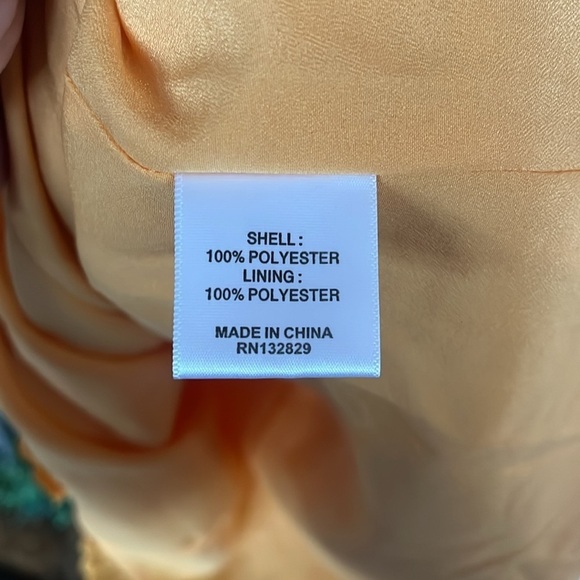 SHELL :
100% POLYESTER
LINING :
100% POLYESTER
MADE IN CHINA
RN132829